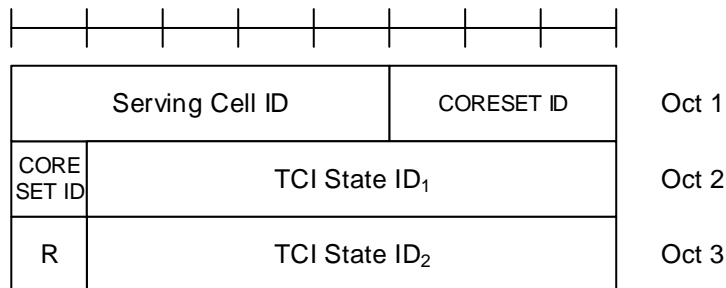 Serving Cell ID CORESET ID Oct 1
CORE
SET ID TCI State ID₁ Oct 2
R TCI State ID₂ Oct 3